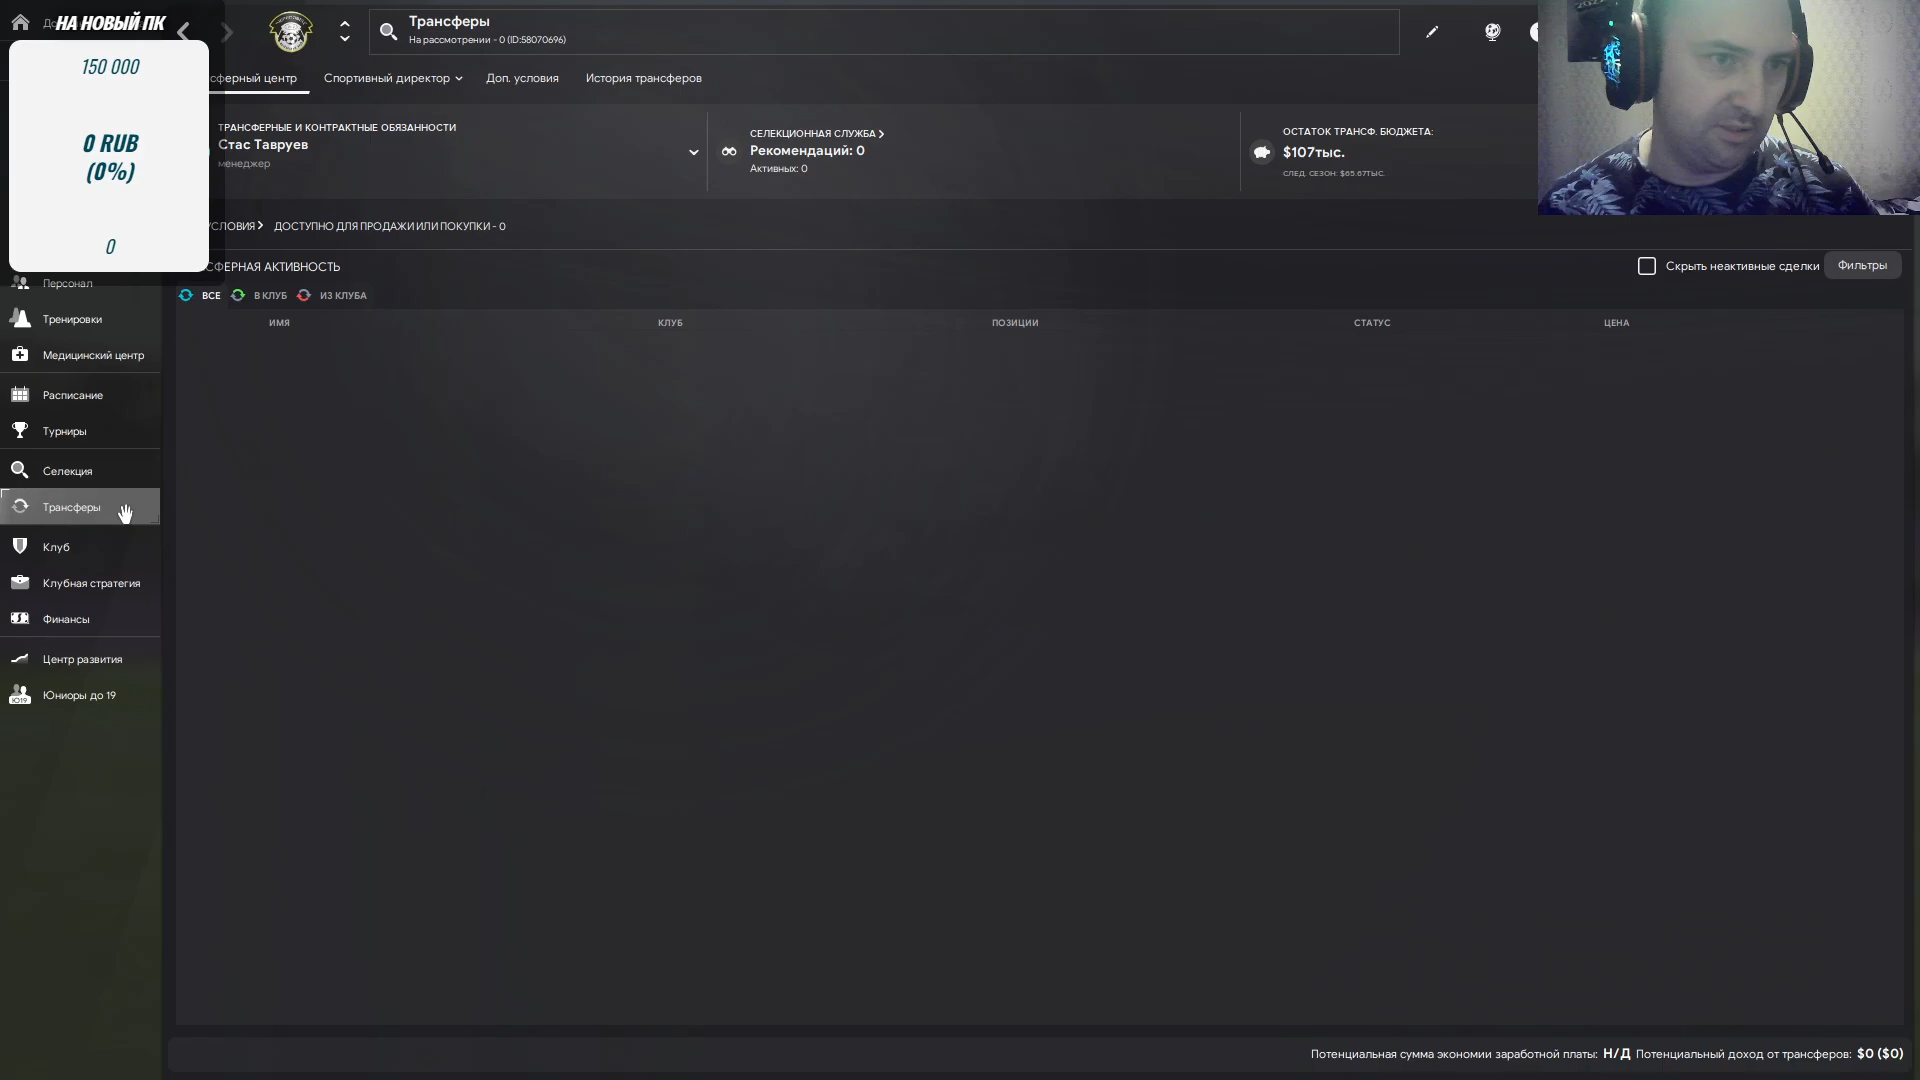 НА НОВЫЙ ПК
150 000
0 RUB
(0%)
0
Трансферы
На рассмотрении - 0 (ID:58070696)
сферный центр
Спортивный директор
Доп. условия
История трансферов
ТРАНСФЕРНЫЕ И КОНТРАКТНЫЕ ОБЯЗАННОСТИ
Стас Тавруев
менеджер
СЕЛЕКЦИОННАЯ СЛУЖБА
Рекомендаций: 0
Активных: 0
ОСТАТОК ТРАНСФ. БЮДЖЕТА:
$107тыс.
СЛЕД. СЕЗОН: $65.67ТЫС.
УСЛОВИЯ
ДОСТУПНО ДЛЯ ПРОДАЖИ ИЛИ ПОКУПКИ - 0
СФЕРНАЯ АКТИВНОСТЬ
Скрыть неактивные сделки
Фильтры
ВСЕ
В КЛУБ
ИЗ КЛУБА
ИМЯ
КЛУБ
ПОЗИЦИИ
СТАТУС
ЦЕНА
Персонал
Тренировки
Медицинский центр
Расписание
Турниры
Селекция
Трансферы
Клуб
Клубная стратегия
Финансы
Центр развития
Юниоры до 19
Потенциальная сумма экономии заработной платы: Н/Д Потенциальный доход от трансферов: $0 ($0)